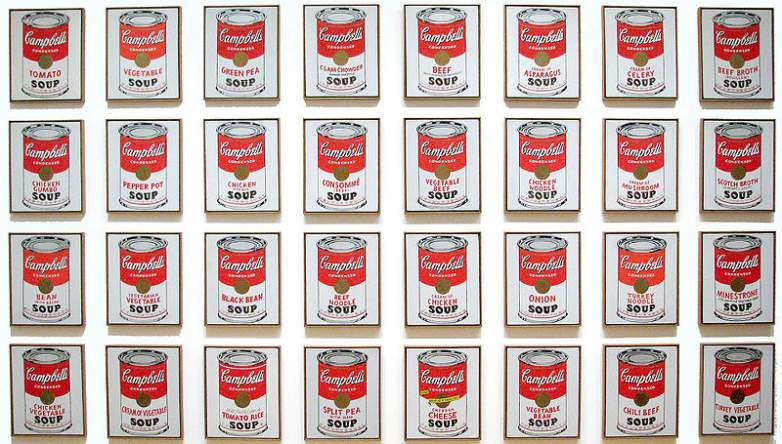 Campbell's
CONDENSED
TOMATO
SOUP
Campbell's
CONDENSED
VEGETABLE
SOUP
Campbell's
CONDENSED
GREEN PEA
SOUP
Campbell's
CONDENSED
CLAM CHOWDER
SOUP
Campbell's
CONDENSED
BEEF
SOUP
Campbell's
CONDENSED
CREAM OF
ASPARAGUS
SOUP
Campbell's
CONDENSED
CREAM OF
CELERY
SOUP
Campbell's
CONDENSED
BEEF BROTH
SOUP
Campbell's
CONDENSED
CHICKEN
GUMBO
SOUP
Campbell's
CONDENSED
PEPPER POT
SOUP
Campbell's
CONDENSED
CHICKEN
SOUP
Campbell's
CONDENSED
CONSOMMÉ
SOUP
Campbell's
CONDENSED
VEGETABLE
BEEF
SOUP
Campbell's
CONDENSED
CHICKEN
NOODLE
SOUP
Campbell's
CONDENSED
CREAM OF
MUSHROOM
SOUP
Campbell's
CONDENSED
SCOTCH BROTH
SOUP
Campbell's
CONDENSED
BEAN
SOUP
Campbell's
CONDENSED
VEGETARIAN
VEGETABLE
SOUP
Campbell's
CONDENSED
BLACK BEAN
SOUP
Campbell's
CONDENSED
BEEF
NOODLE
SOUP
Campbell's
CONDENSED
CREAM OF
CHICKEN
SOUP
Campbell's
CONDENSED
ONION
SOUP
Campbell's
CONDENSED
TURKEY
NOODLE
SOUP
Campbell's
CONDENSED
MINESTRONE
SOUP
Campbell's
CONDENSED
CHICKEN
VEGETABLE
SOUP
Campbell's
CONDENSED
CREAM OF VEGETABLE
SOUP
Campbell's
CONDENSED
TOMATO RICE
SOUP
Campbell's
CONDENSED
SPLIT PEA
WITH HAM
SOUP
Campbell's
CONDENSED
CHEDDAR
CHEESE
SOUP
Campbell's
CONDENSED
VEGETABLE
BEAN
SOUP
Campbell's
CONDENSED
CHILI BEEF
SOUP
Campbell's
CONDENSED
TURKEY VEGETABLE
SOUP